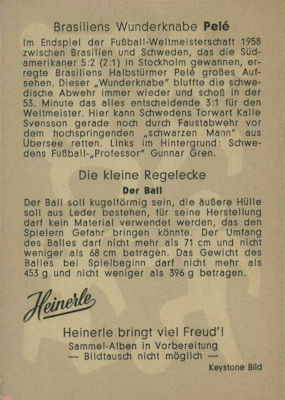 Brasiliens Wunderknabe Pelé
Im Endspiel der Fußball-Weltmeisterschaft 1958
zwischen Brasilien und Schweden, das die Süd-
amerikaner 5:2 (2:1) in Stockholm gewannen, er-
regte Brasiliens Halbstürmer Pelé großes Auf-
sehen. Dieser „Wunderknabe" bluffte die schwe-
dische Abwehr immer wieder und schoß in der
53. Minute das alles entscheidende 3:1 für den
Weltmeister. Hier kann Schwedens Torwart Kalle
Svensson gerade noch durch Faustabwehr vor
dem hochspringenden „schwarzen Mann" aus
Übersee retten. Links im Hintergrund: Schwe-
dens Fußball-„Professor" Gunnar Gren.
Die kleine Regelecke
Der Ball
Der Ball soll kugelförmig sein, die äußere Hülle
soll aus Leder bestehen, für seine Herstellung
darf kein Material verwendet werden, das den
Spielern Gefahr bringen könnte. Der Umfang
des Balles darf nicht mehr als 71 cm und nicht
weniger als 68 cm betragen. Das Gewicht des
Balles bei Spielbeginn darf nicht mehr als
453 g und nicht weniger als 396 g betragen.
Heinerle
Heinerle bringt viel Freud'!
Sammel-Alben in Vorbereitung
— Bildtausch nicht möglich —
Keystone Bild